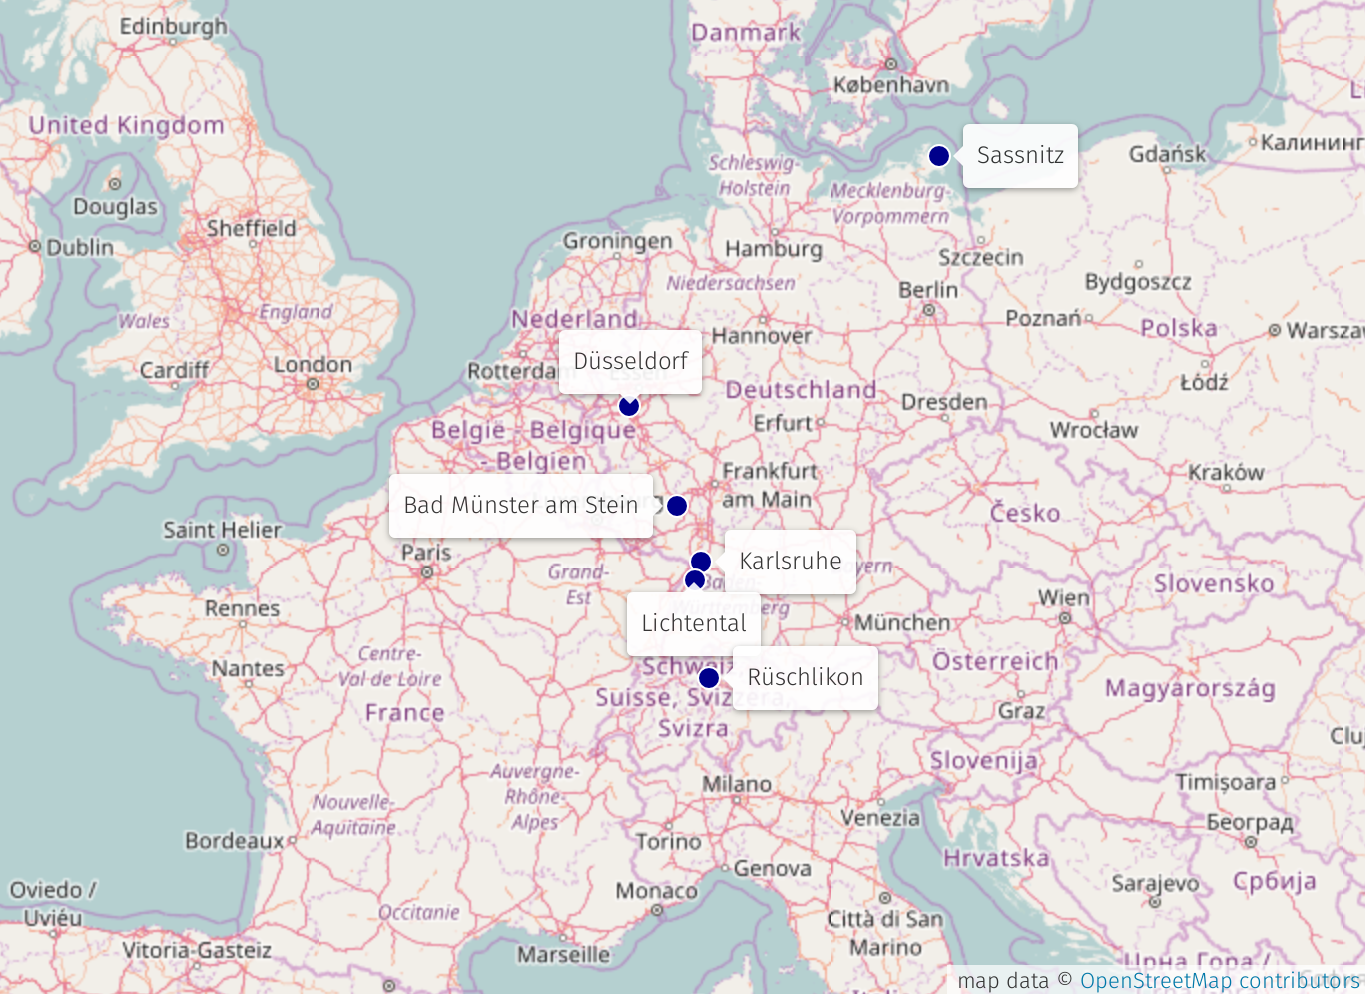 Edinburgh
Danmark
København
United Kingdom
Sassnitz
Gdańsk
Калининг
Schleswig-
Holstein
Mecklenburg-
Vorpommern
Douglas
Sheffield
Dublin
Groningen
Hamburg
Szczecin
Niedersachsen
Bydgoszcz
Berlin
Wales
England
Nederland
Poznań
Polska
Warszaw
Hannover
Düsseldorf
Cardiff
London
Rotterdam
Łódź
Deutschland
Dresden
Erfurt
Wrocław
België - Belgique
- Belgien
Frankfurt
am Main
Kraków
Bad Münster am Stein
Česko
Saint Helier
Paris
Karlsruhe
Grand-
Est
Baden-
Württemberg
Slovensko
Rennes
Wien
Lichtental
München
Nantes
Centre-
Val de Loire
Schweiz
Suisse, Svizzera,
Svizra
Rüschlikon
Österreich
Magyarország
France
Graz
Slovenija
Auvergne-
Rhône-
Alpes
Milano
Timișoara
Nouvelle-
Aquitaine
Venezia
Београд
Bordeaux
Torino
Hrvatska
Genova
Sarajevo
Србија
Oviedo /
Uviéu
Monaco
Occitanie
Città di San
Marino
Vitoria-Gasteiz
Marseille
Црна Гора /
map data © OpenStreetMap contributors